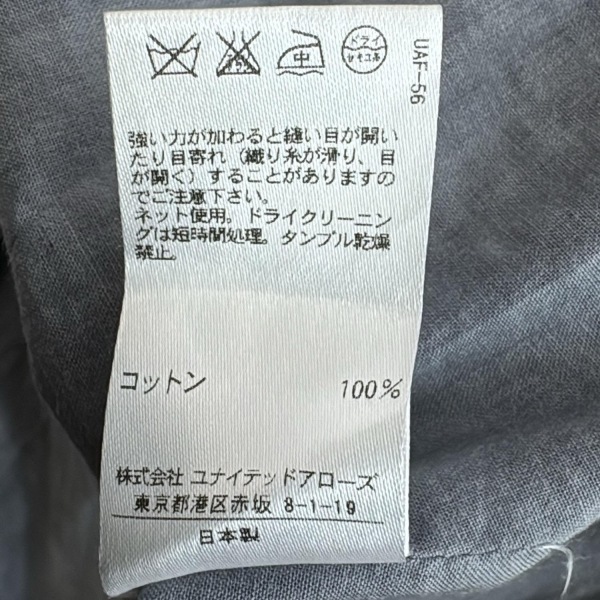 中 ドライ
セキユ系
UAF-56
強い力が加わると縫い目が開い
たり目寄れ（織り糸が滑り、目
が開く）することがありますの
でご注意下さい。
ネット使用。ドライクリーニン
グは短時間処理。タンブル乾燥
禁止。
コットン 100%
株式会社 ユナイテッドアローズ
東京都港区赤坂 8-1-19
日本製